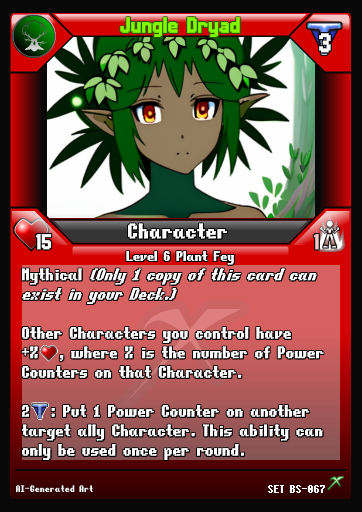 Jungle Dryad
3
Character
15
1
Level 6 Plant Fey
Mythical (Only 1 copy of this card can
exist in your Deck.)
Other Characters you control have
+X, where X is the number of Power
Counters on that Character.
2: Put 1 Power Counter on another
target ally Character. This ability can
only be used once per round.
AI-Generated Art
SET BS-067